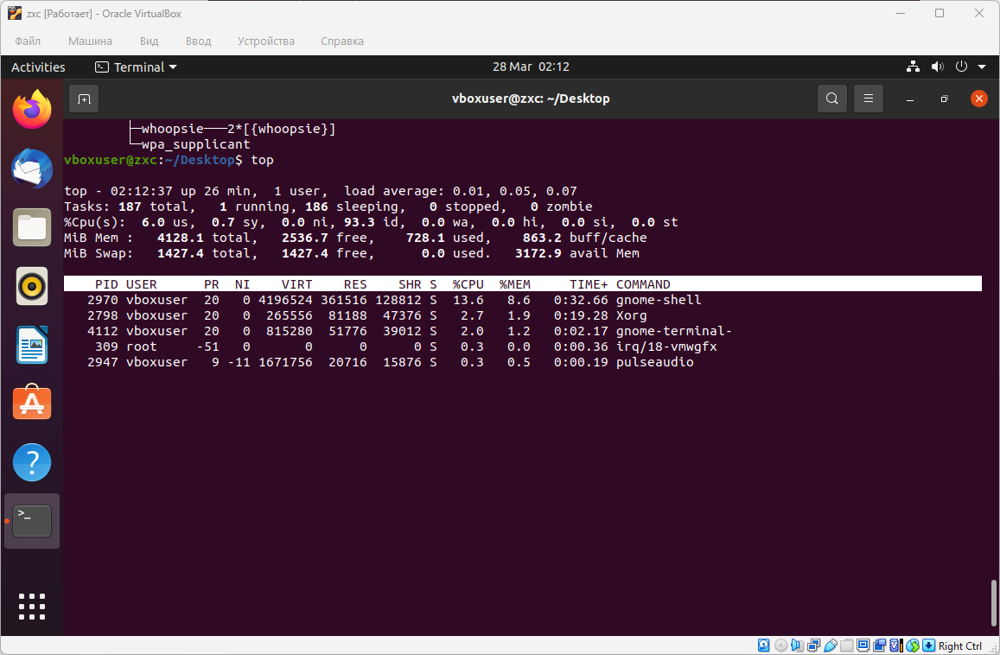 zxc [Работает] - Oracle VirtualBox
Файл Машина Вид Ввод Устройства Справка
Activities Terminal 28 Mar 02:12
vboxuser@zxc: ~/Desktop
├─whoopsie───2*[{whoopsie}]
└─wpa_supplicant
vboxuser@zxc:~/Desktop$ top
top - 02:12:37 up 26 min,  1 user,  load average: 0.01, 0.05, 0.07
Tasks: 187 total,   1 running, 186 sleeping,   0 stopped,   0 zombie
%Cpu(s):  6.0 us,  0.7 sy,  0.0 ni, 93.3 id,  0.0 wa,  0.0 hi,  0.0 si,  0.0 st
MiB Mem :   4128.1 total,   2536.7 free,    728.1 used,    863.2 buff/cache
MiB Swap:   1427.4 total,   1427.4 free,      0.0 used.   3172.9 avail Mem
PID USER      PR  NI    VIRT    RES    SHR S  %CPU  %MEM     TIME+ COMMAND
2970 vboxuser  20   0 4196524 361516 128812 S  13.6   8.6   0:32.66 gnome-shell
2798 vboxuser  20   0  265556  81188  47376 S   2.7   1.9   0:19.28 Xorg
4112 vboxuser  20   0  815280  51776  39012 S   2.0   1.2   0:02.17 gnome-terminal-
309 root     -51   0       0      0      0 S   0.3   0.0   0:00.36 irq/18-vmwgfx
2947 vboxuser   9 -11 1671756  20716  15876 S   0.3   0.5   0:00.19 pulseaudio
Right Ctrl